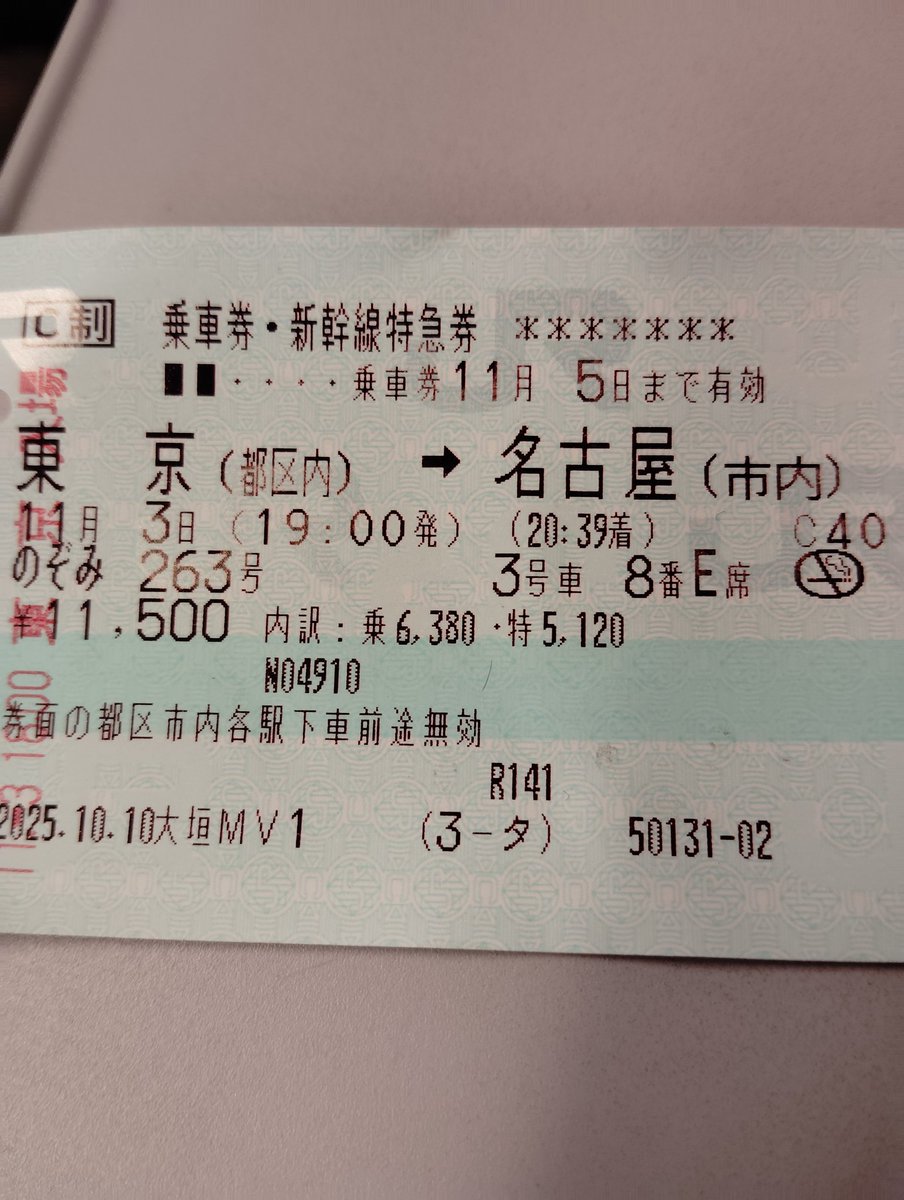 C制 乗車券・新幹線特急券 *******
■■・・・・乗車券11月 5日まで有効
東 京(都区内) ➡ 名古屋(市内)
11月 3日(19:00発) (20:39着) C40
のぞみ 263号 3号車 8番E席
¥11,500 内訳:乗6,380・特5,120
N04910
券面の都区市内各駅下車前途無効
R141
2025.10.10大垣MV1 (3-タ) 50131-02